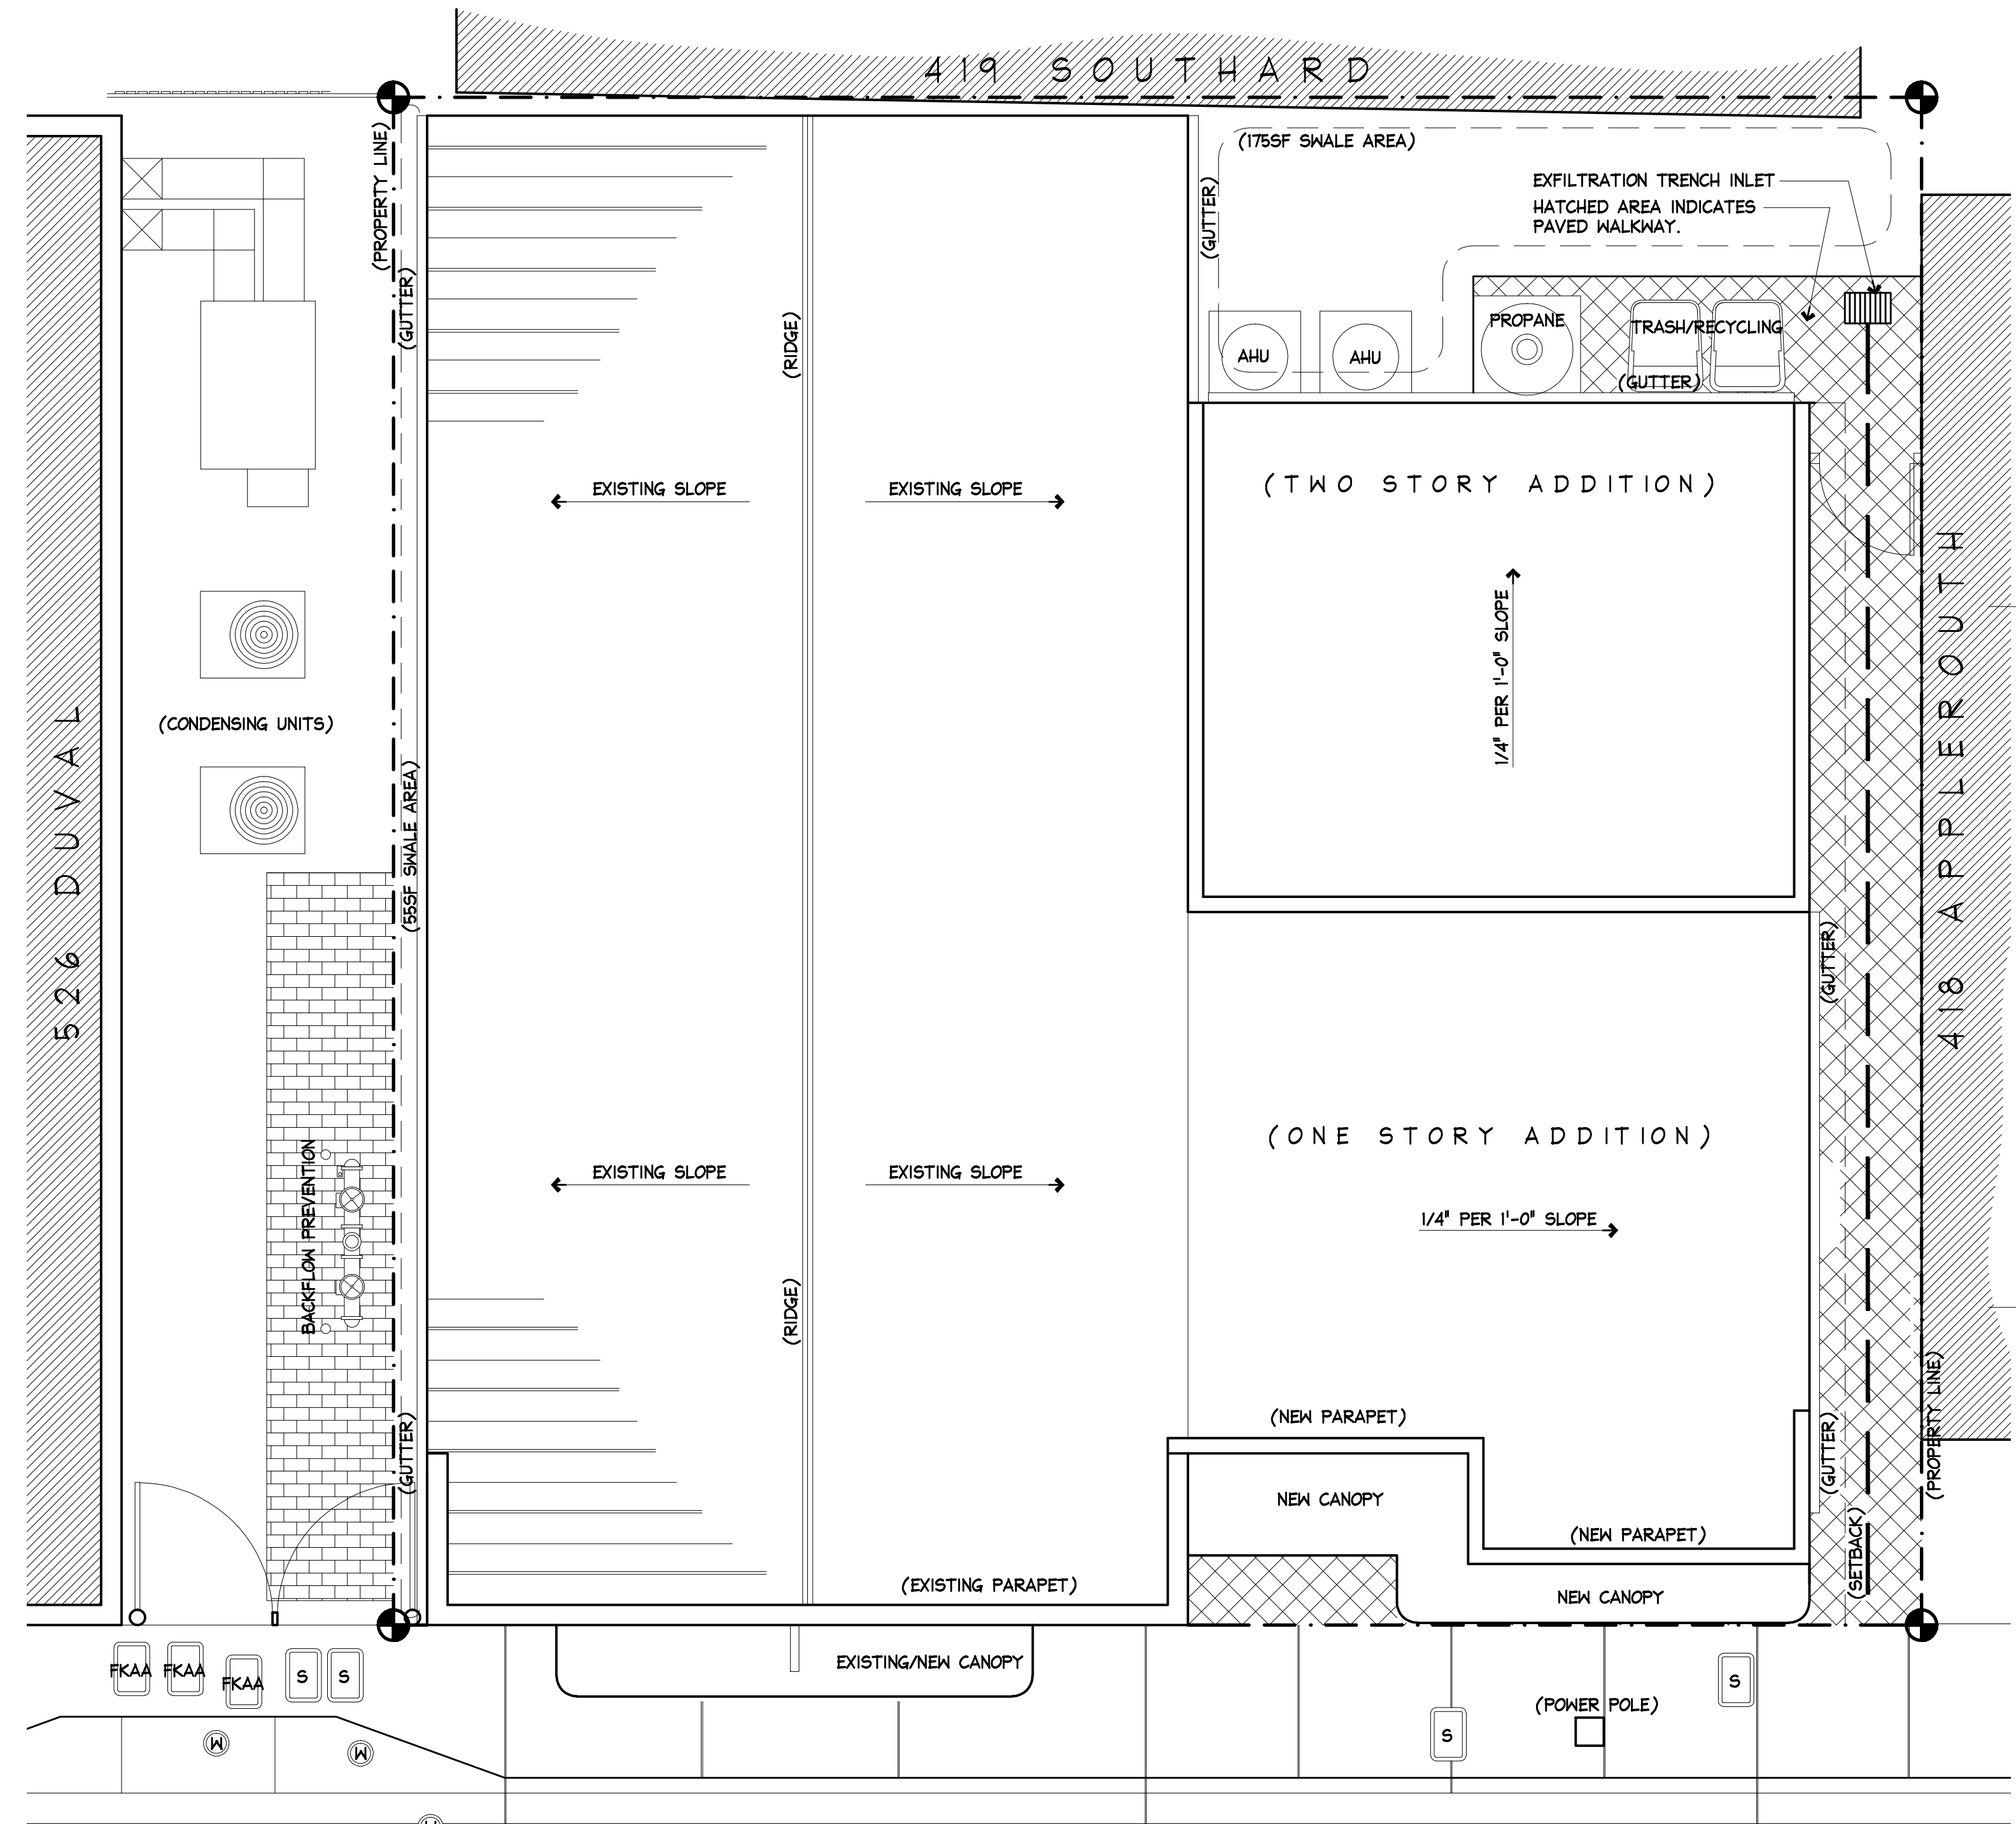 419 SOUTHARD
(PROPERTY LINE)
(GUTTER)
(175SF SWALE AREA)
(GUTTER)
EXFILTRATION TRENCH INLET
HATCHED AREA INDICATES
PAVED WALKWAY.
(RIDGE)
AHU
AHU
PROPANE
TRASH/RECYCLING
(GUTTER)
EXISTING SLOPE
EXISTING SLOPE
(TWO STORY ADDITION)
1/4" PER 1'-0" SLOPE
526 DUVAL
(CONDENSING UNITS)
(55SF SWALE AREA)
418 APPLEROUTH
(GUTTER)
BACKFLOW PREVENTION
EXISTING SLOPE
EXISTING SLOPE
(ONE STORY ADDITION)
1/4" PER 1'-0" SLOPE
(RIDGE)
(GUTTER)
(NEW PARAPET)
(GUTTER)
(PROPERTY LINE)
NEW CANOPY
(NEW PARAPET)
(SETBACK)
(EXISTING PARAPET)
NEW CANOPY
FKAA
FKAA
FKAA
S
S
EXISTING/NEW CANOPY
(POWER POLE)
S
S
W
W